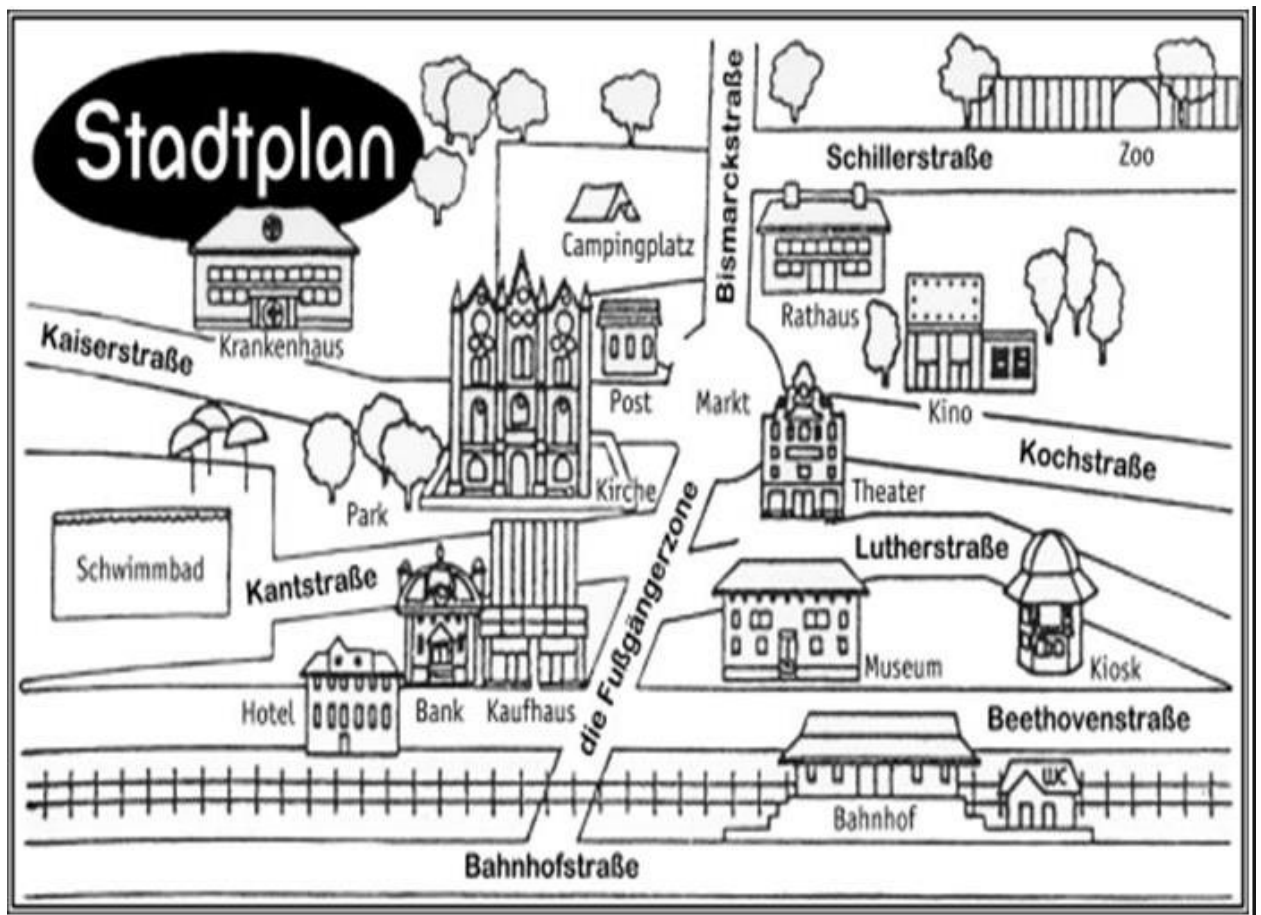 Stadtplan
Bismarckstraße
Schillerstraße
Zoo
Campingplatz
Rathaus
Kaiserstraße
Krankenhaus
Post
Markt
Kino
Kochstraße
Park
Kirche
Theater
Schwimmbad
Kantstraße
die Fußgängerzone
Lutherstraße
Museum
Kiosk
Hotel
Bank
Kaufhaus
Beethovenstraße
WC
Bahnhof
Bahnhofstraße